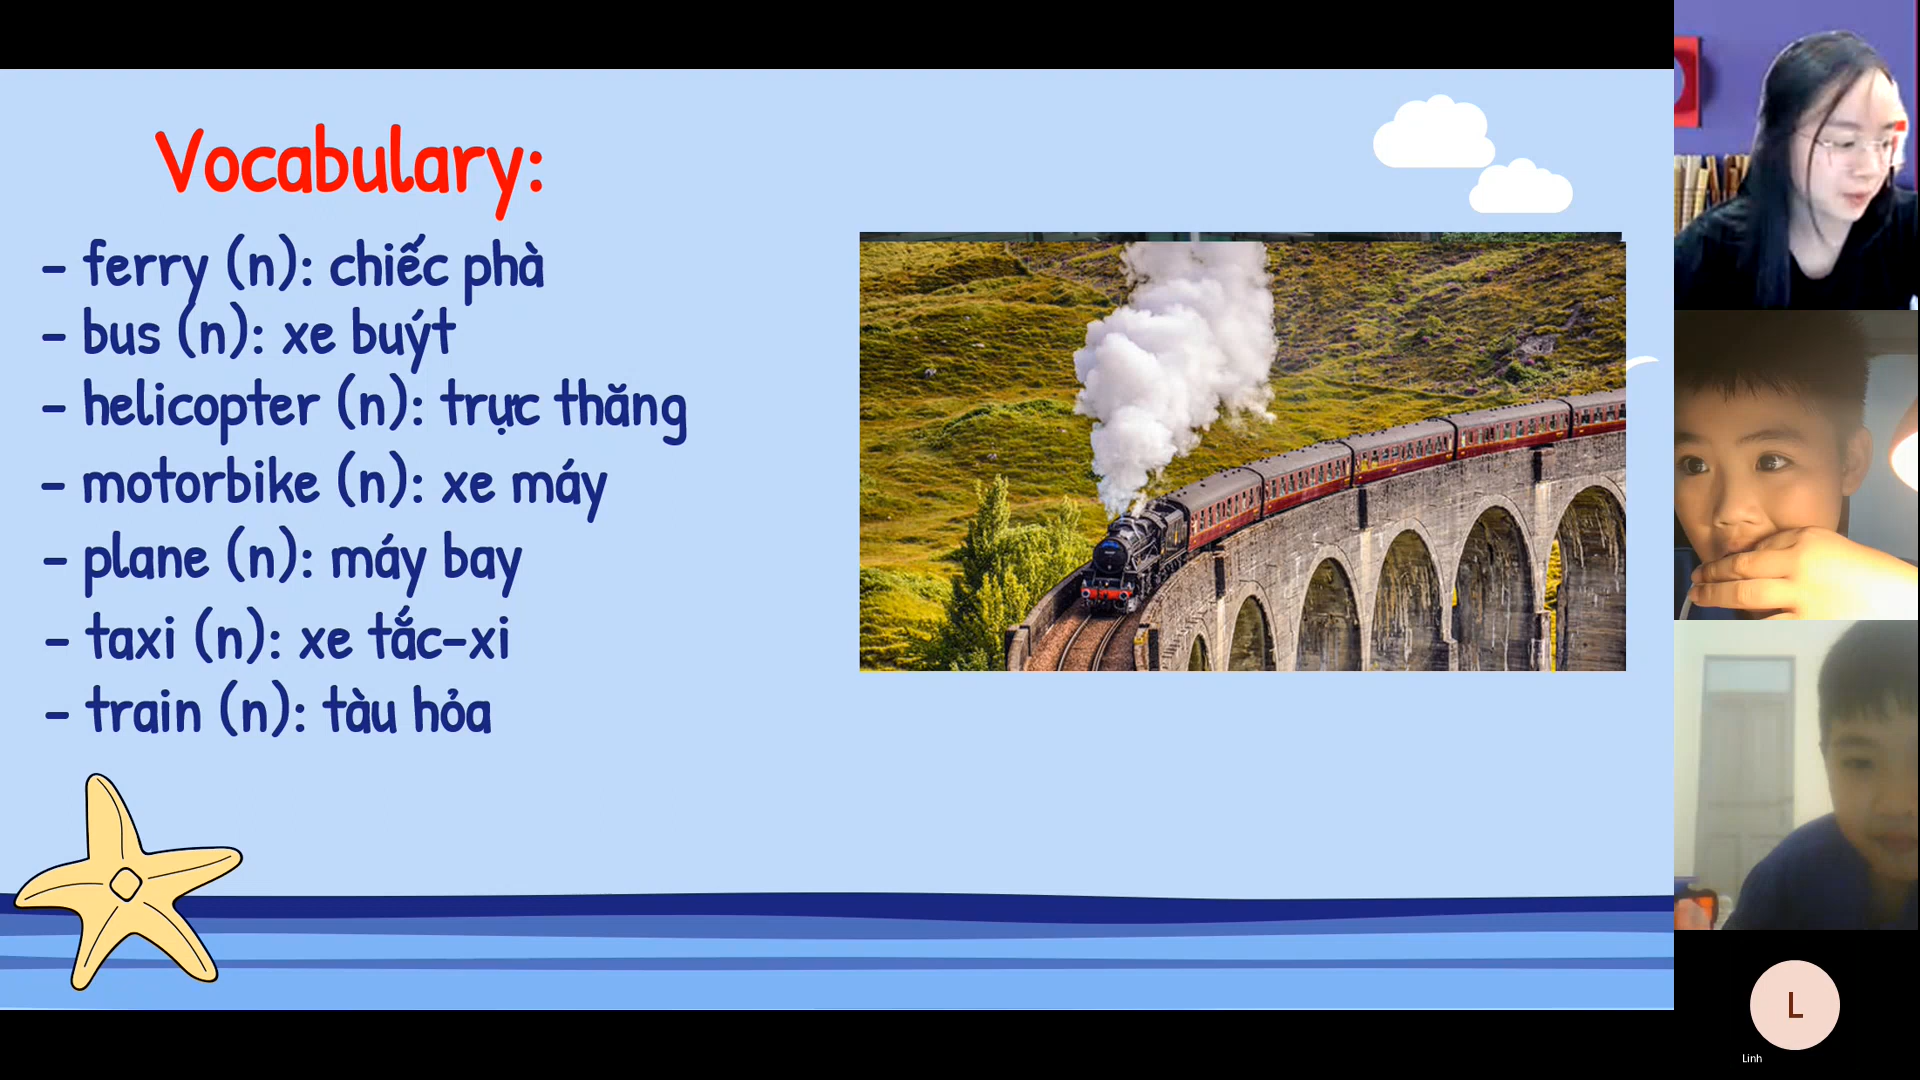 Vocabulary:
- ferry (n): chiếc phà
- bus (n): xe buýt
- helicopter (n): trực thăng
- motorbike (n): xe máy
- plane (n): máy bay
- taxi (n): xe tắc-xi
- train (n): tàu hỏa
L
Linh